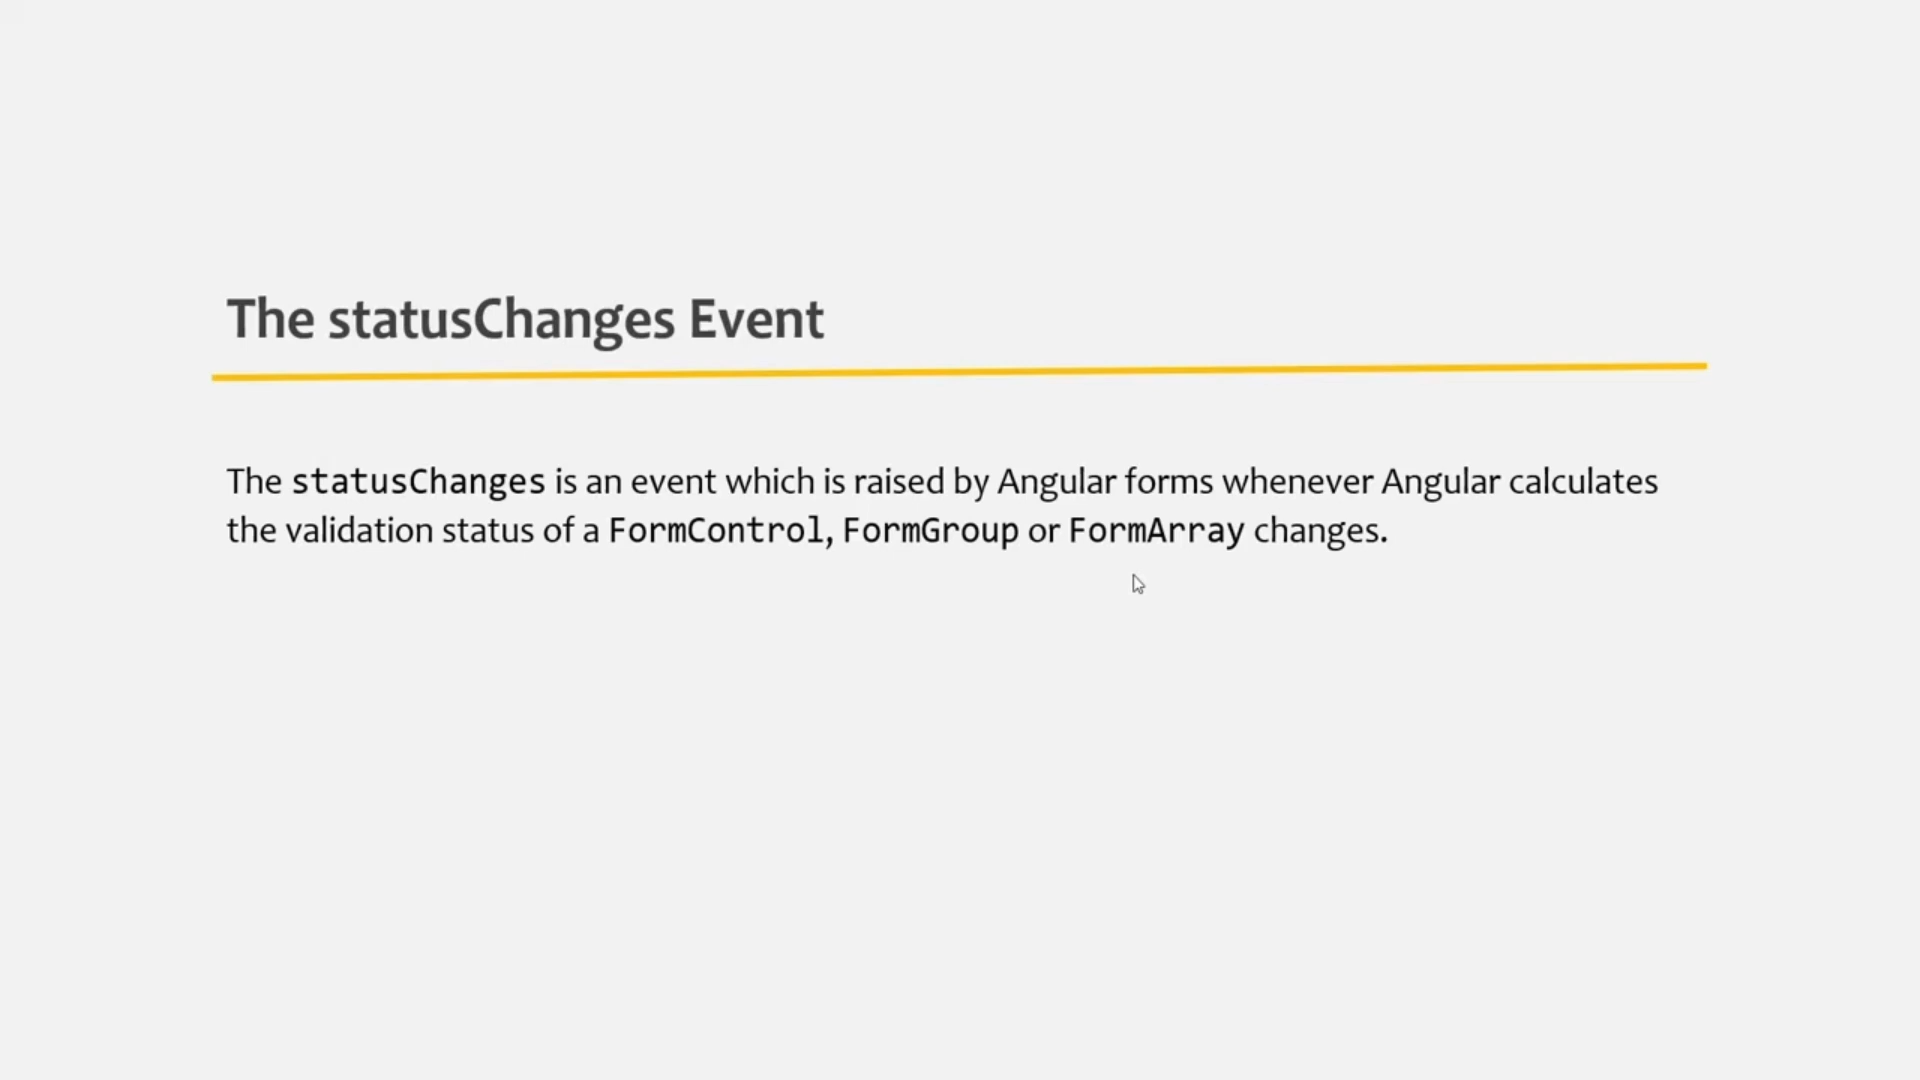 The statusChanges Event
The statusChanges is an event which is raised by Angular forms whenever Angular calculates
the validation status of a FormControl, FormGroup or FormArray changes.